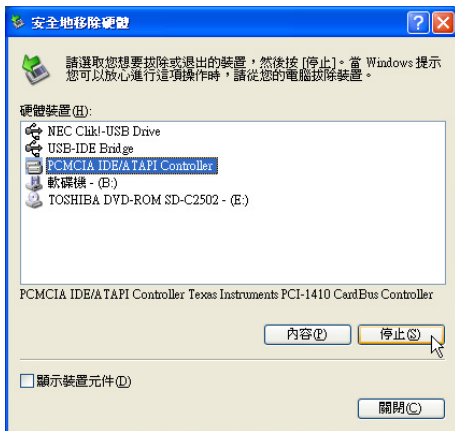 安全地移除硬體
請選取您想要拔除或退出的裝置，然後按 [停止]。當 Windows 提示
您可以放心進行這項操作時，請從您的電腦拔除裝置。
硬體裝置(H):
NEC Clik!-USB Drive
USB-IDE Bridge
PCMCIA IDE/ATAPI Controller
軟碟機 - (B:)
TOSHIBA DVD-ROM SD-C2502 - (E:)
PCMCIA IDE/ATAPI Controller Texas Instruments PCI-1410 CardBus Controller
內容(P) 停止(S)
顯示裝置元件(D)
關閉(C)